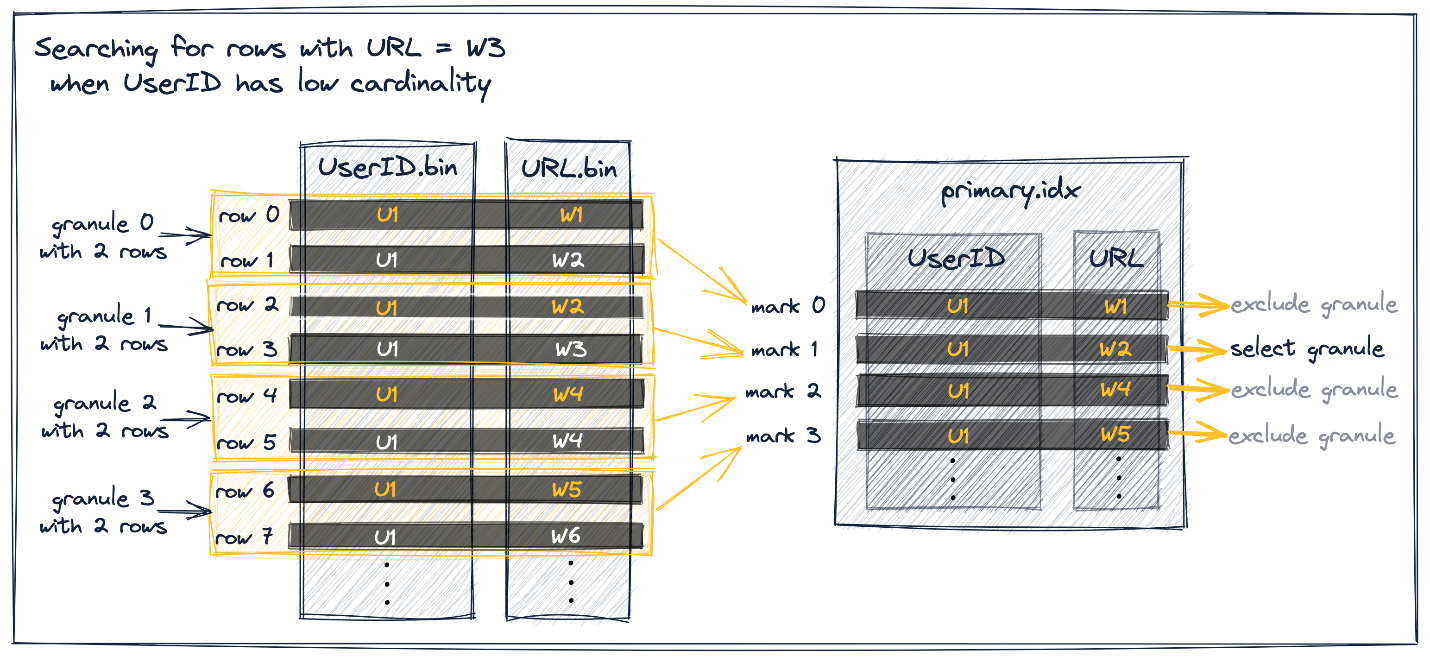 Searching for rows with URL = W3
when UserID has low cardinality
UserID.bin URL.bin
granule 0
with 2 rows
row 0 U1 W1
row 1 U1 W2
granule 1
with 2 rows
row 2 U1 W2
row 3 U1 W3
granule 2
with 2 rows
row 4 U1 W4
row 5 U1 W4
granule 3
with 2 rows
row 6 U1 W5
row 7 U1 W6
primary.idx
UserID URL
mark 0 U1 W1 exclude granule
mark 1 U1 W2 select granule
mark 2 U1 W4 exclude granule
mark 3 U1 W5 exclude granule